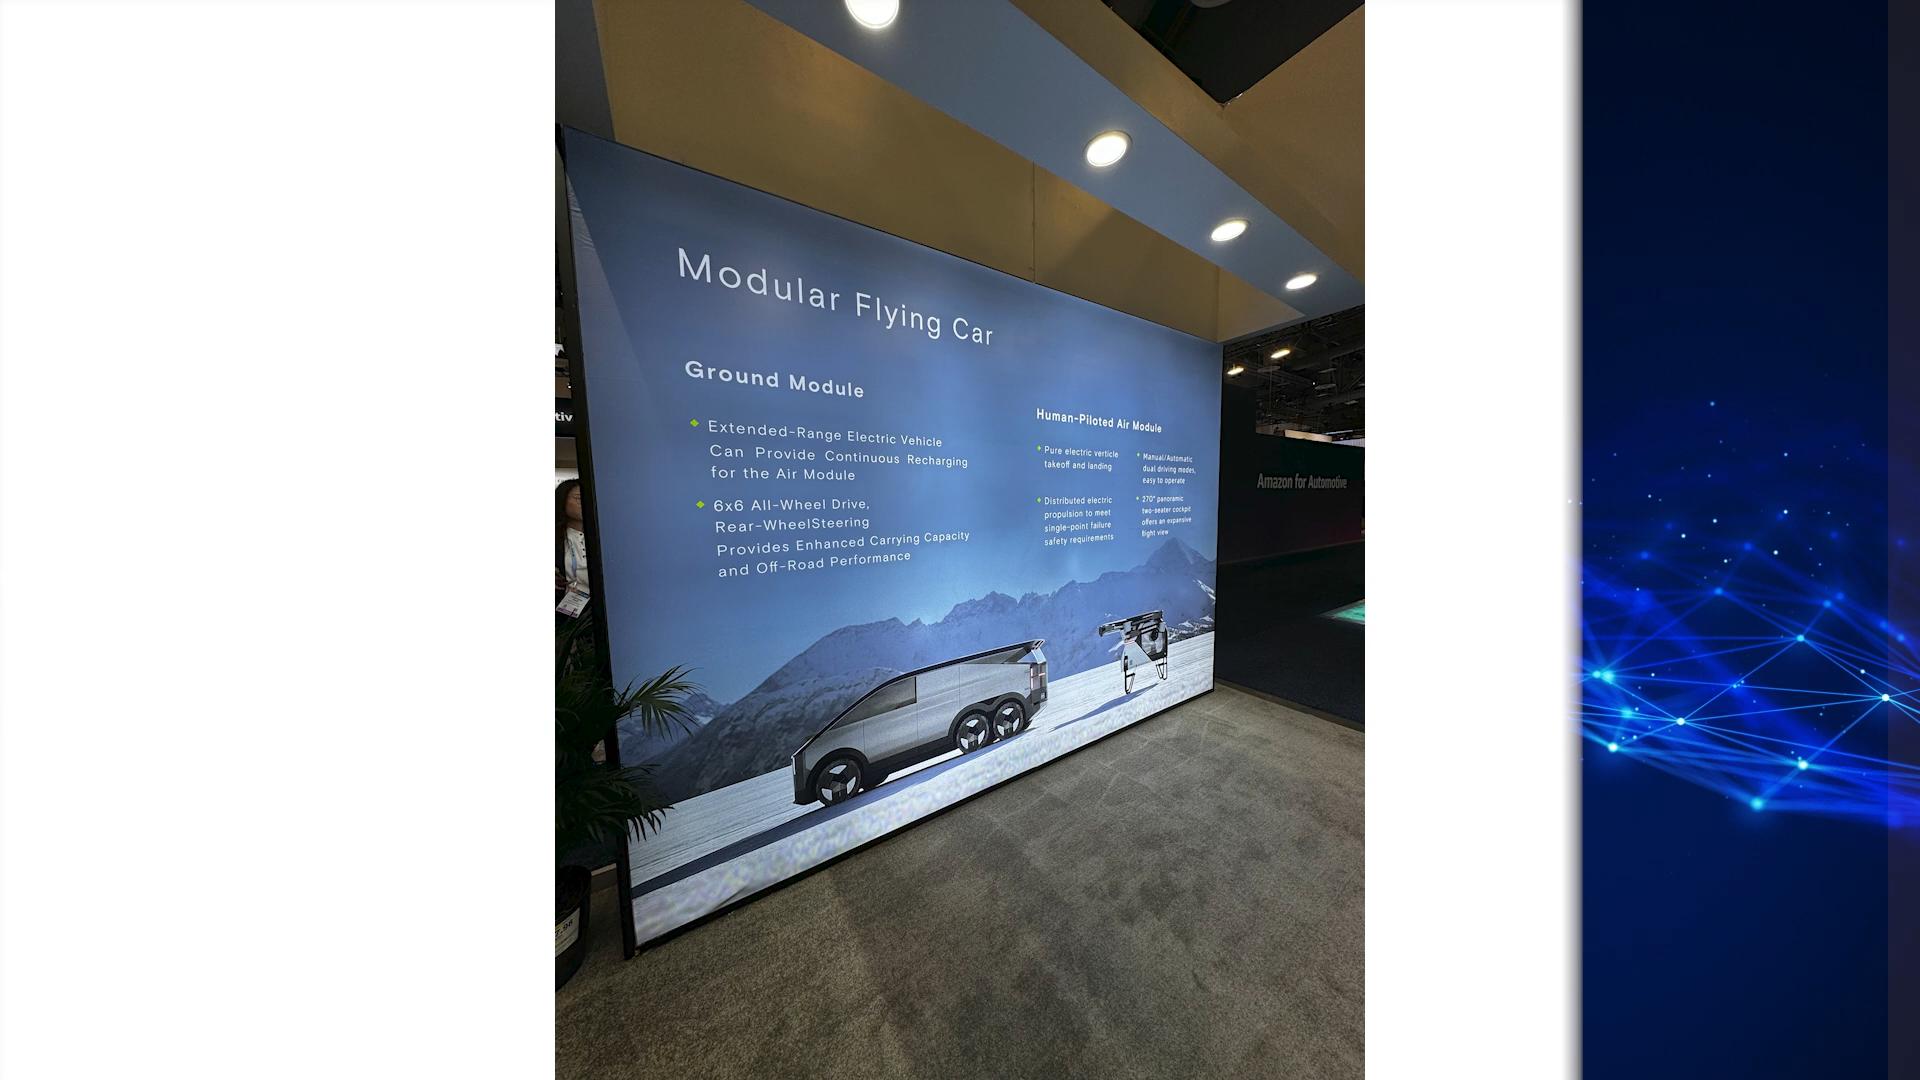 Modular Flying Car
Ground Module
Extended-Range Electric Vehicle
Can Provide Continuous Recharging
for the Air Module
6x6 All-Wheel Drive,
Rear-WheelSteering
Provides Enhanced Carrying Capacity
and Off-Road Performance
Human-Piloted Air Module
Pure electric verticle
takeoff and landing
Distributed electric
propulsion to meet
single-point failure
safety requirements
Manual/Automatic
dual driving modes,
easy to operate
270° panoramic
two-seater cockpit
offers an expansive
flight view
Amazon for Automotive
tiv